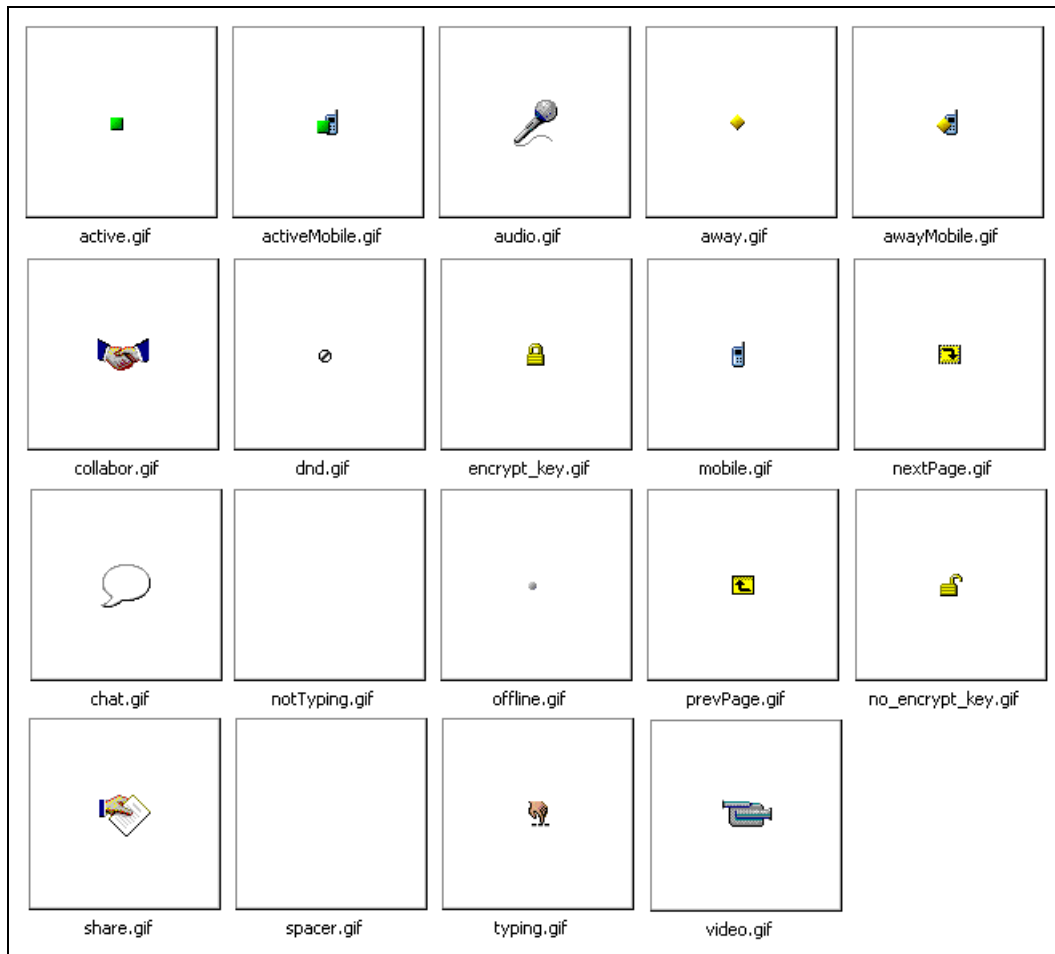 active.gif
activeMobile.gif
audio.gif
away.gif
awayMobile.gif
collabor.gif
dnd.gif
encrypt_key.gif
mobile.gif
nextPage.gif
chat.gif
notTyping.gif
offline.gif
prevPage.gif
no_encrypt_key.gif
share.gif
spacer.gif
typing.gif
video.gif